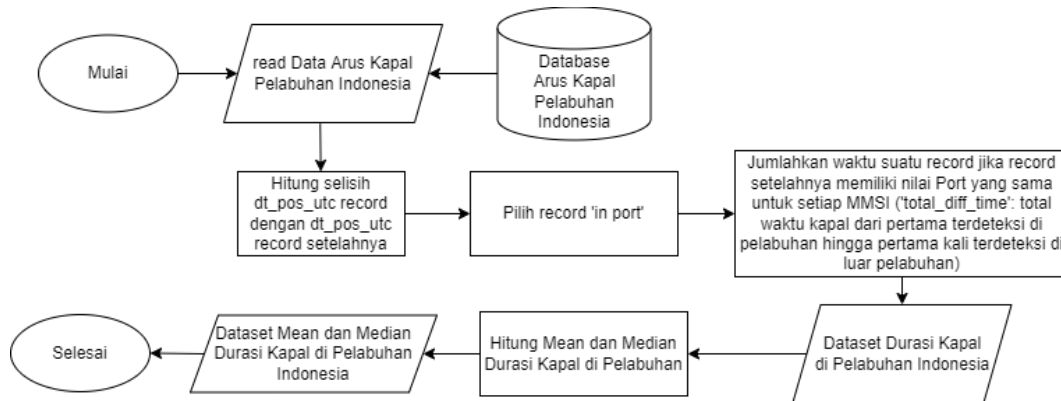 Mulai
read Data Arus Kapal
Pelabuhan Indonesia
Database
Arus Kapal
Pelabuhan
Indonesia
Hitung selisih
dt_pos_utc record
dengan dt_pos_utc
record setelahnya
Pilih record 'in port'
Jumlahkan waktu suatu record jika record
setelahnya memiliki nilai Port yang sama
untuk setiap MMSI ('total_diff_time': total
waktu kapal dari pertama terdeteksi di
pelabuhan hingga pertama kali terdeteksi di
luar pelabuhan)
Dataset Durasi Kapal
di Pelabuhan Indonesia
Hitung Mean dan Median
Durasi Kapal di Pelabuhan
Dataset Mean dan Median
Durasi Kapal di Pelabuhan
Indonesia
Selesai